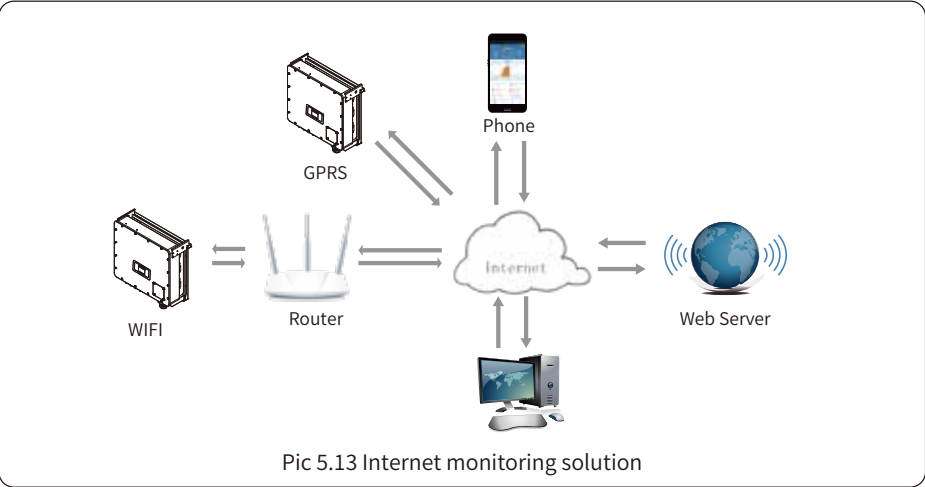 Phone
GPRS
Internet
WIFI
Router
Web Server
Pic 5.13 Internet monitoring solution